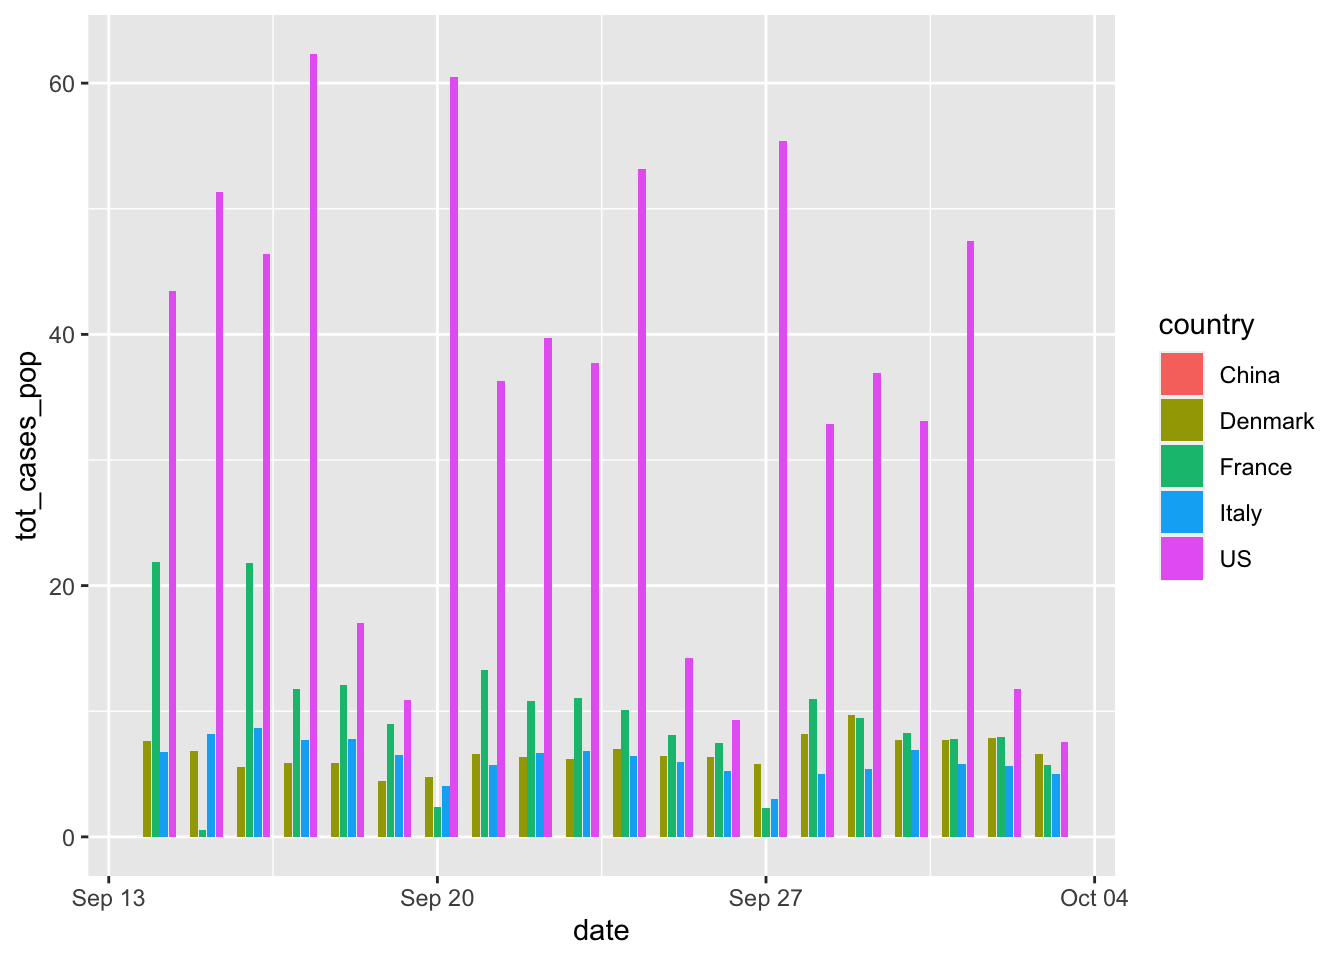 tot_cases_pop
60
40
20
0
Sep 13
Sep 20
Sep 27
Oct 04
date
country
China
Denmark
France
Italy
US